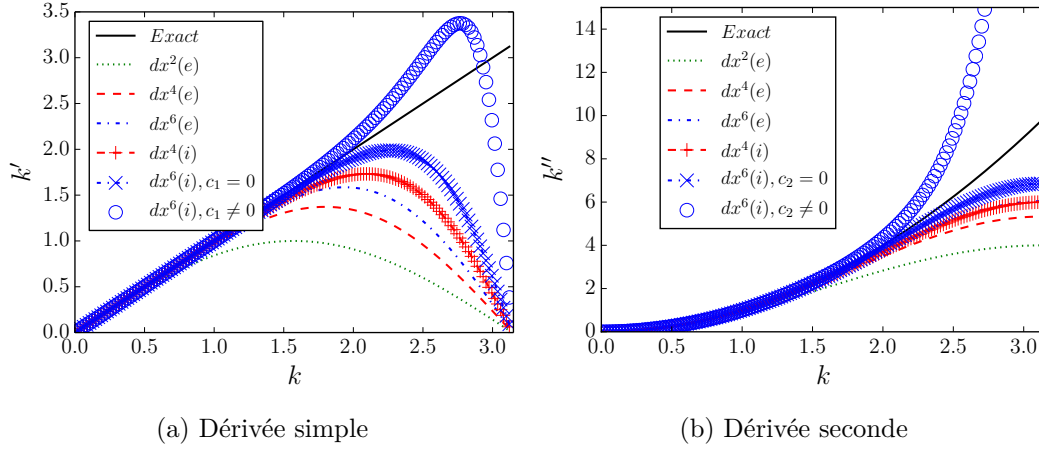 3.5
3.0
2.5
2.0
1.5
1.0
0.5
0.0
k′
Exact
dx²(e)
dx⁴(e)
dx⁶(e)
dx⁴(i)
dx⁶(i), c₁ = 0
dx⁶(i), c₁ ≠ 0
0.0 0.5 1.0 1.5 2.0 2.5 3.0
k
(a) Dérivée simple
14
12
10
8
6
4
2
0
k′′
Exact
dx²(e)
dx⁴(e)
dx⁶(e)
dx⁴(i)
dx⁶(i), c₂ = 0
dx⁶(i), c₂ ≠ 0
0.0 0.5 1.0 1.5 2.0 2.5 3.0
k
(b) Dérivée seconde